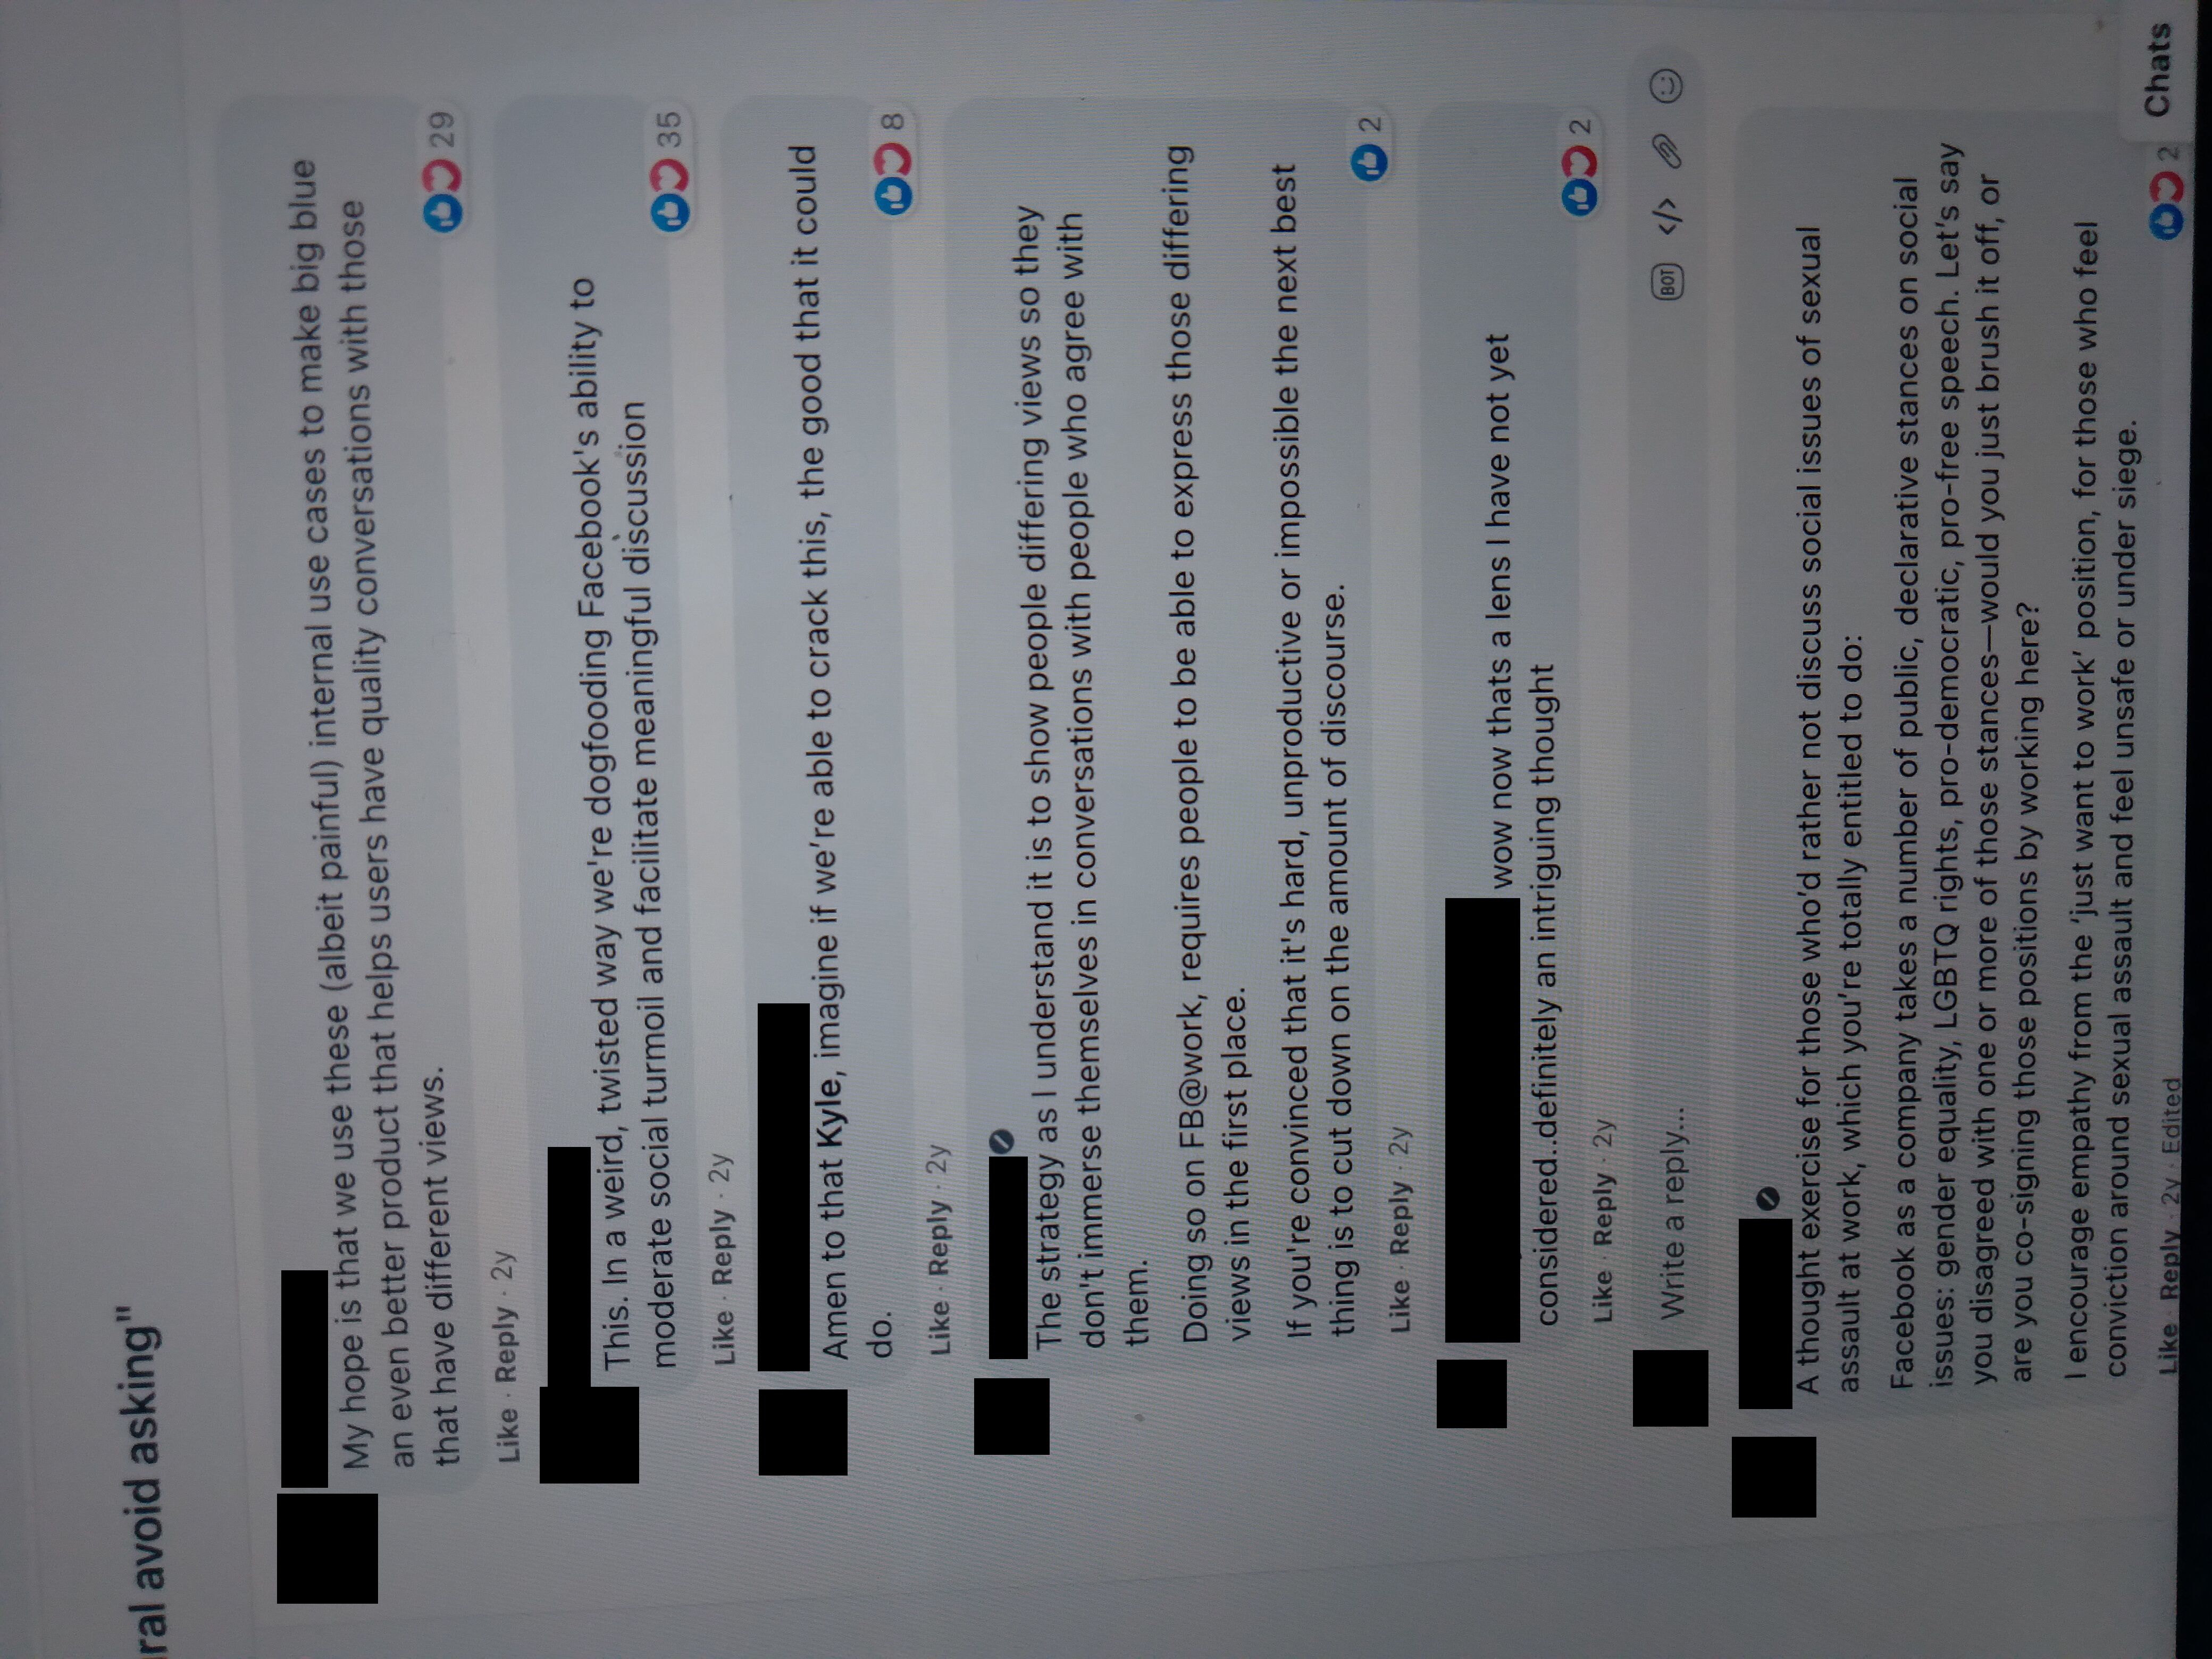 ral avoid asking"
My hope is that we use these (albeit painful) internal use cases to make big blue
an even better product that helps users have quality conversations with those
that have different views.
29
Like · Reply · 2y
This. In a weird, twisted way we're dogfooding Facebook's ability to
moderate social turmoil and facilitate meaningful discussion
35
Like · Reply · 2y
Amen to that Kyle, imagine if we're able to crack this, the good that it could
do.
8
Like · Reply · 2y
The strategy as I understand it is to show people differing views so they
don't immerse themselves in conversations with people who agree with
them.
Doing so on FB@work, requires people to be able to express those differing
views in the first place.
If you're convinced that it's hard, unproductive or impossible the next best
thing is to cut down on the amount of discourse.
2
Like · Reply · 2y
wow now thats a lens I have not yet
considered..definitely an intriguing thought
2
Like · Reply · 2y
Write a reply...
BOT </>
A thought exercise for those who'd rather not discuss social issues of sexual
assault at work, which you're totally entitled to do:
Facebook as a company takes a number of public, declarative stances on social
issues: gender equality, LGBTQ rights, pro-democratic, pro-free speech. Let's say
you disagreed with one or more of those stances—would you just brush it off, or
are you co-signing those positions by working here?
I encourage empathy from the 'just want to work' position, for those who feel
conviction around sexual assault and feel unsafe or under siege.
2
Like · Reply · 2y · Edited
Chats